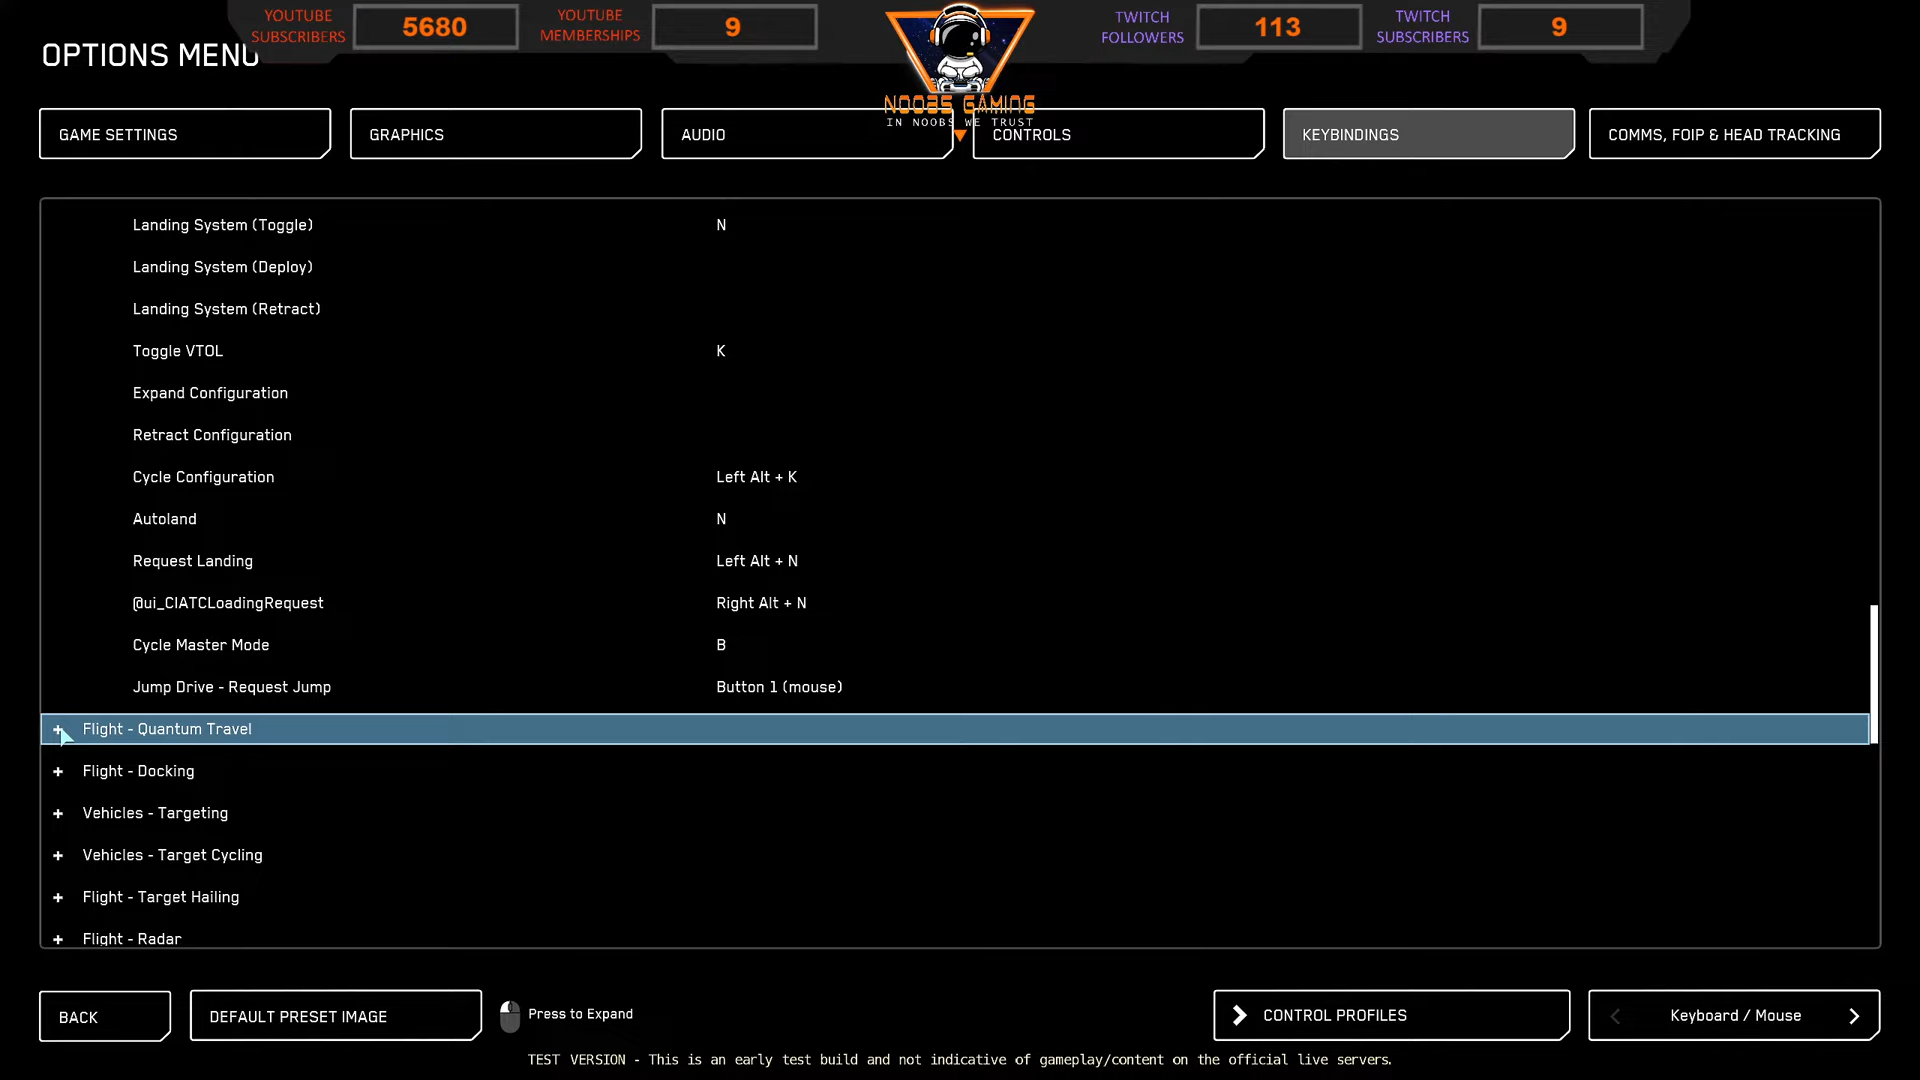 YOUTUBE SUBSCRIBERS 5680 YOUTUBE MEMBERSHIPS 9 TWITCH FOLLOWERS 113 TWITCH SUBSCRIBERS 9
OPTIONS MENU
NOOBS GAMING
IN NOOBS WE TRUST
GAME SETTINGS GRAPHICS AUDIO CONTROLS KEYBINDINGS COMMS, FOIP & HEAD TRACKING
Landing System (Toggle) N
Landing System (Deploy)
Landing System (Retract)
Toggle VTOL K
Expand Configuration
Retract Configuration
Cycle Configuration Left Alt + K
Autoland N
Request Landing Left Alt + N
@ui_CIATCLoadingRequest Right Alt + N
Cycle Master Mode B
Jump Drive - Request Jump Button 1 (mouse)
+ Flight - Quantum Travel
+ Flight - Docking
+ Vehicles - Targeting
+ Vehicles - Target Cycling
+ Flight - Target Hailing
+ Flight - Radar
BACK DEFAULT PRESET IMAGE Press to Expand CONTROL PROFILES Keyboard / Mouse
TEST VERSION - This is an early test build and not indicative of gameplay/content on the official live servers.